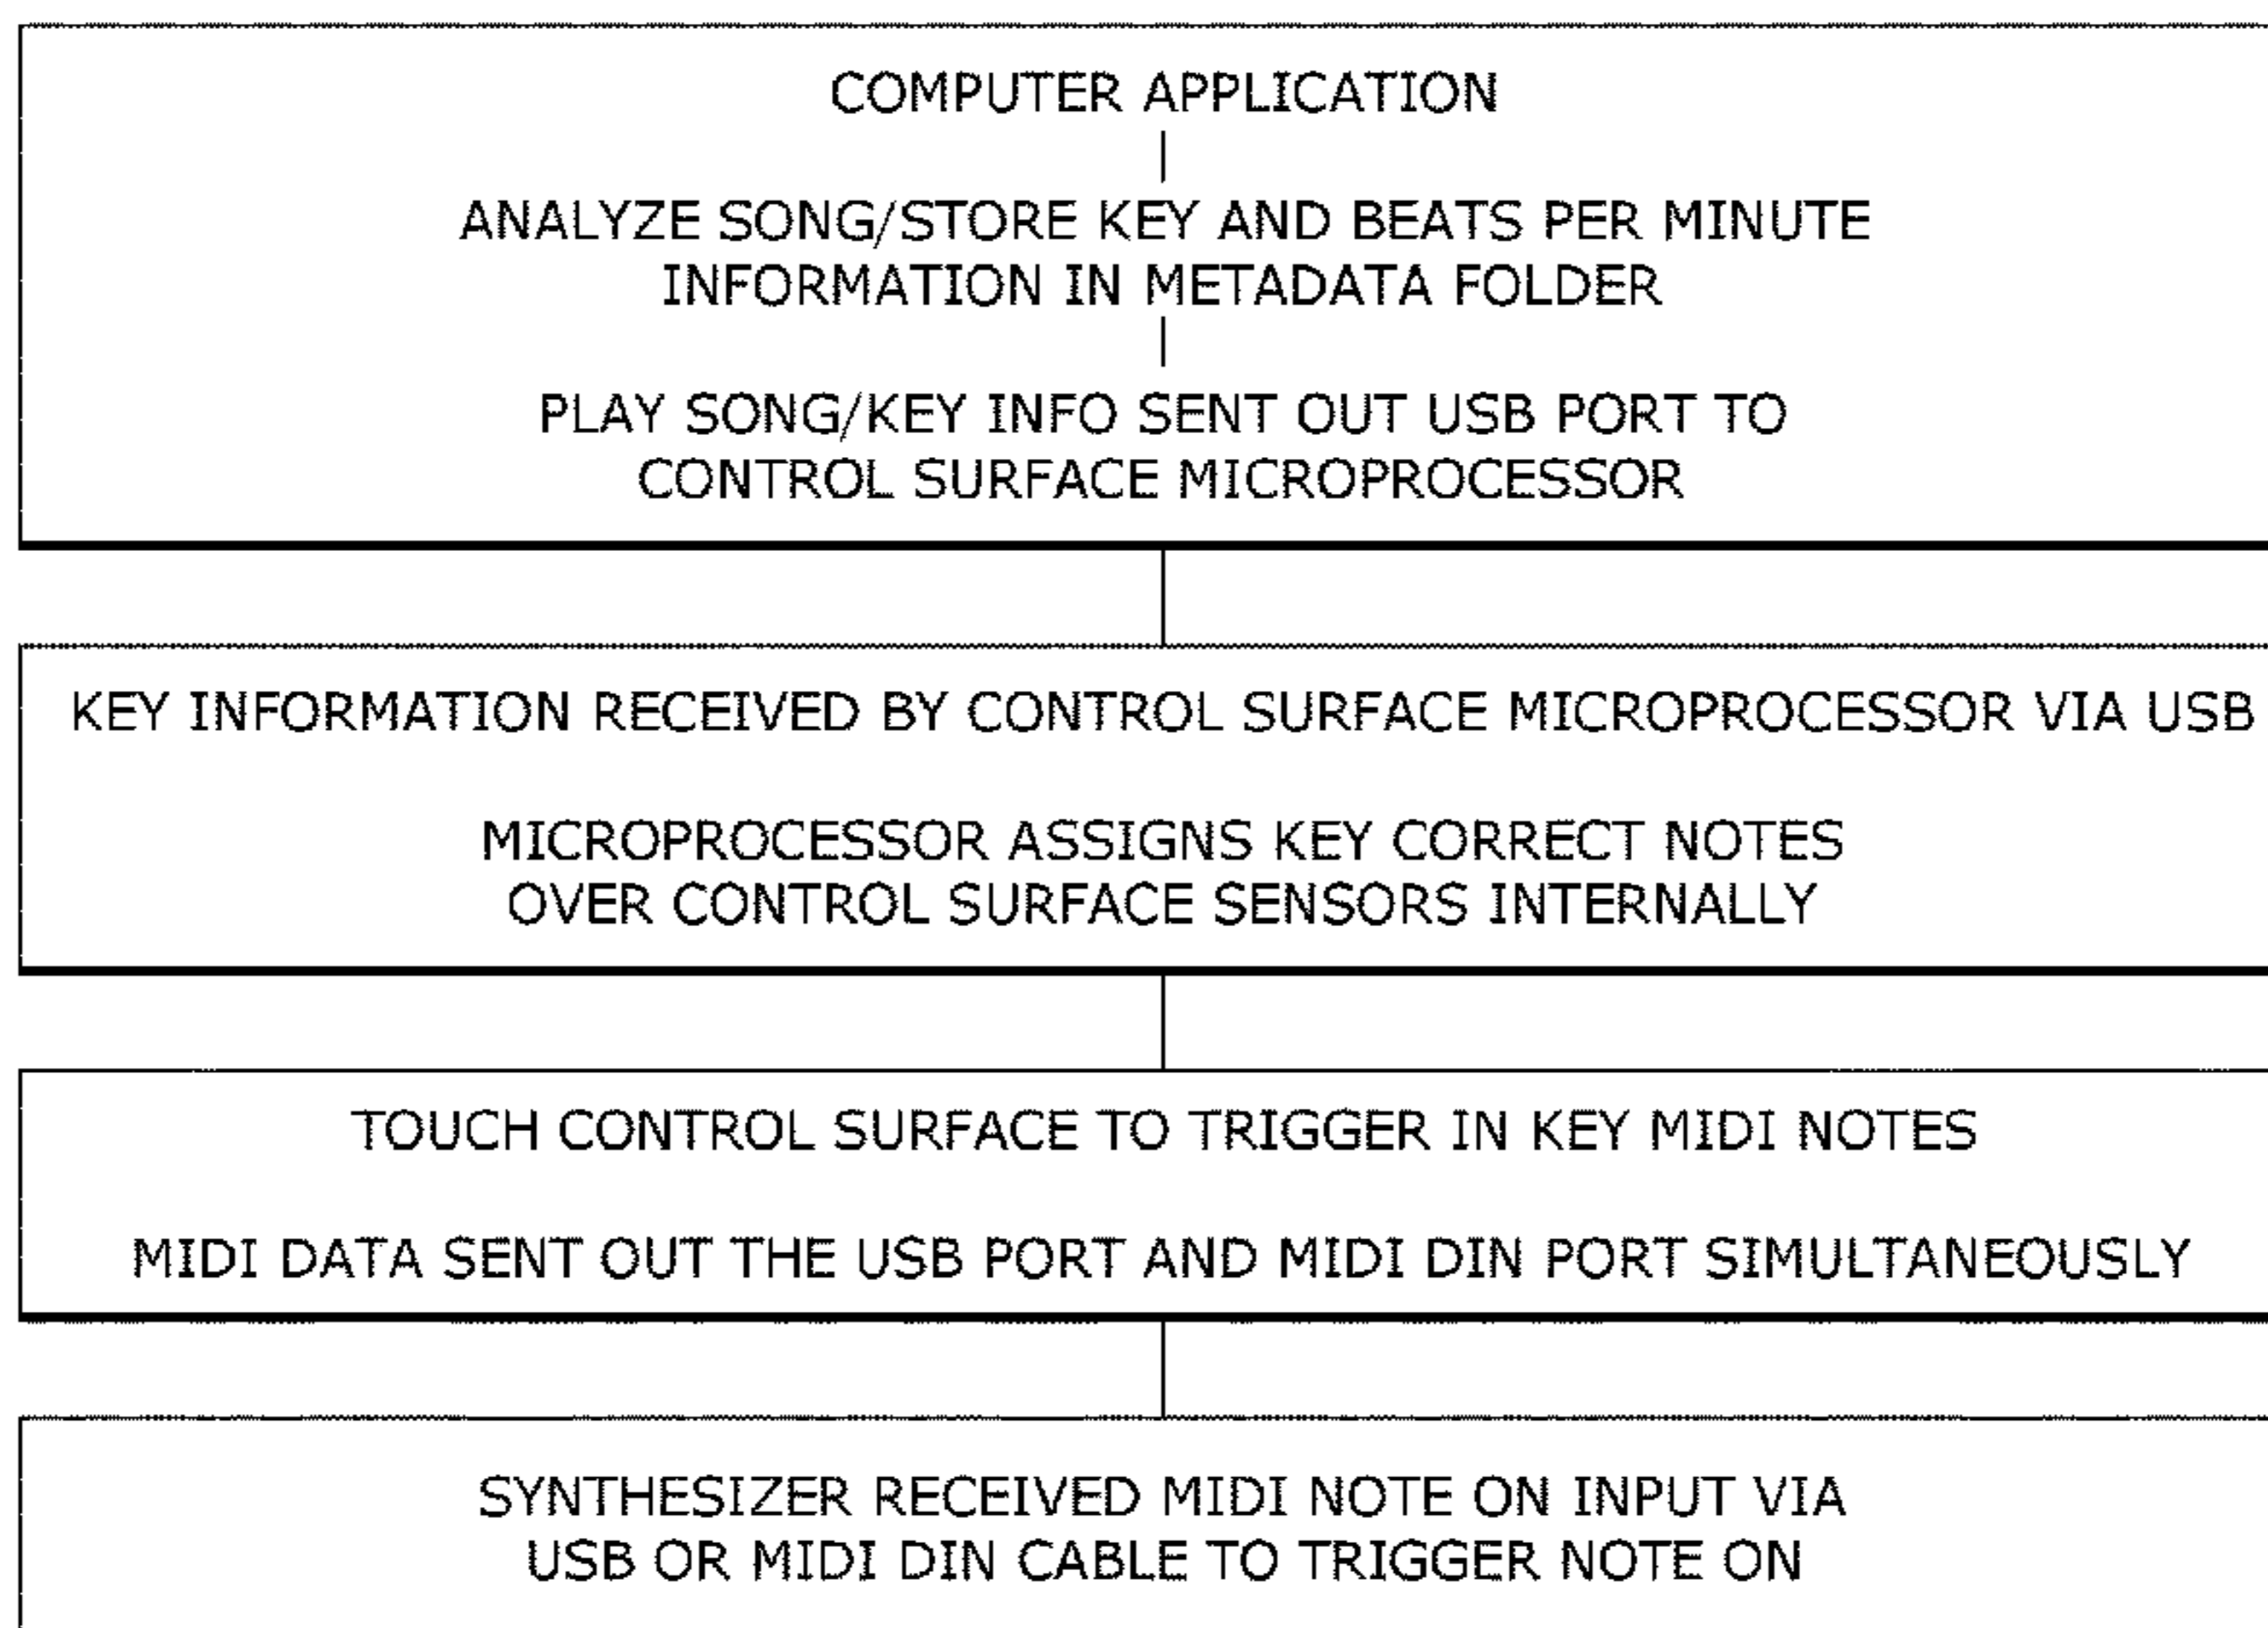 COMPUTER APPLICATION
ANALYZE SONG/STORE KEY AND BEATS PER MINUTE
INFORMATION IN METADATA FOLDER
PLAY SONG/KEY INFO SENT OUT USB PORT TO
CONTROL SURFACE MICROPROCESSOR
KEY INFORMATION RECEIVED BY CONTROL SURFACE MICROPROCESSOR VIA USB
MICROPROCESSOR ASSIGNS KEY CORRECT NOTES
OVER CONTROL SURFACE SENSORS INTERNALLY
TOUCH CONTROL SURFACE TO TRIGGER IN KEY MIDI NOTES
MIDI DATA SENT OUT THE USB PORT AND MIDI DIN PORT SIMULTANEOUSLY
SYNTHESIZER RECEIVED MIDI NOTE ON INPUT VIA
USB OR MIDI DIN CABLE TO TRIGGER NOTE ON